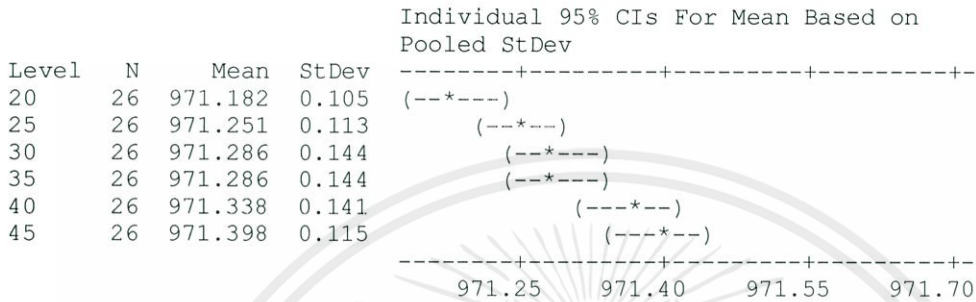 Individual 95% CIs For Mean Based on
Pooled StDev
Level N Mean StDev --------+---------+---------+---------+-
20 26 971.182 0.105 (--*---)
25 26 971.251 0.113 (--*--)
30 26 971.286 0.144 (--*---)
35 26 971.286 0.144 (--*---)
40 26 971.338 0.141 (---*--)
45 26 971.398 0.115 (---*--)
--------+---------+---------+---------+-
971.25 971.40 971.55 971.70